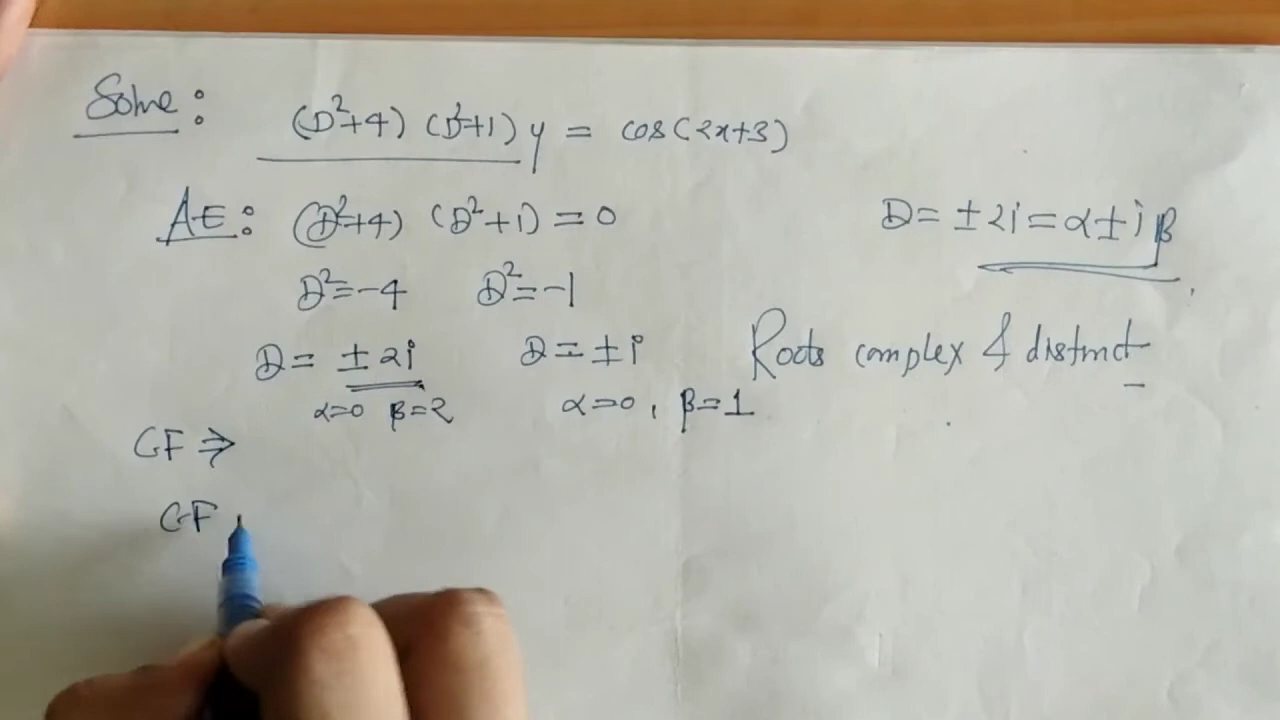 Solve: (D²+4) (D²+1) y = cos(2x+3)
AE: (D²+4) (D²+1) = 0
D = ±2i = α ± iβ
D² = -4 D² = -1
D = ±2i D = ±i
Roots complex & distinct
α=0 β=2 α=0, β=1
CF ⇒
CF